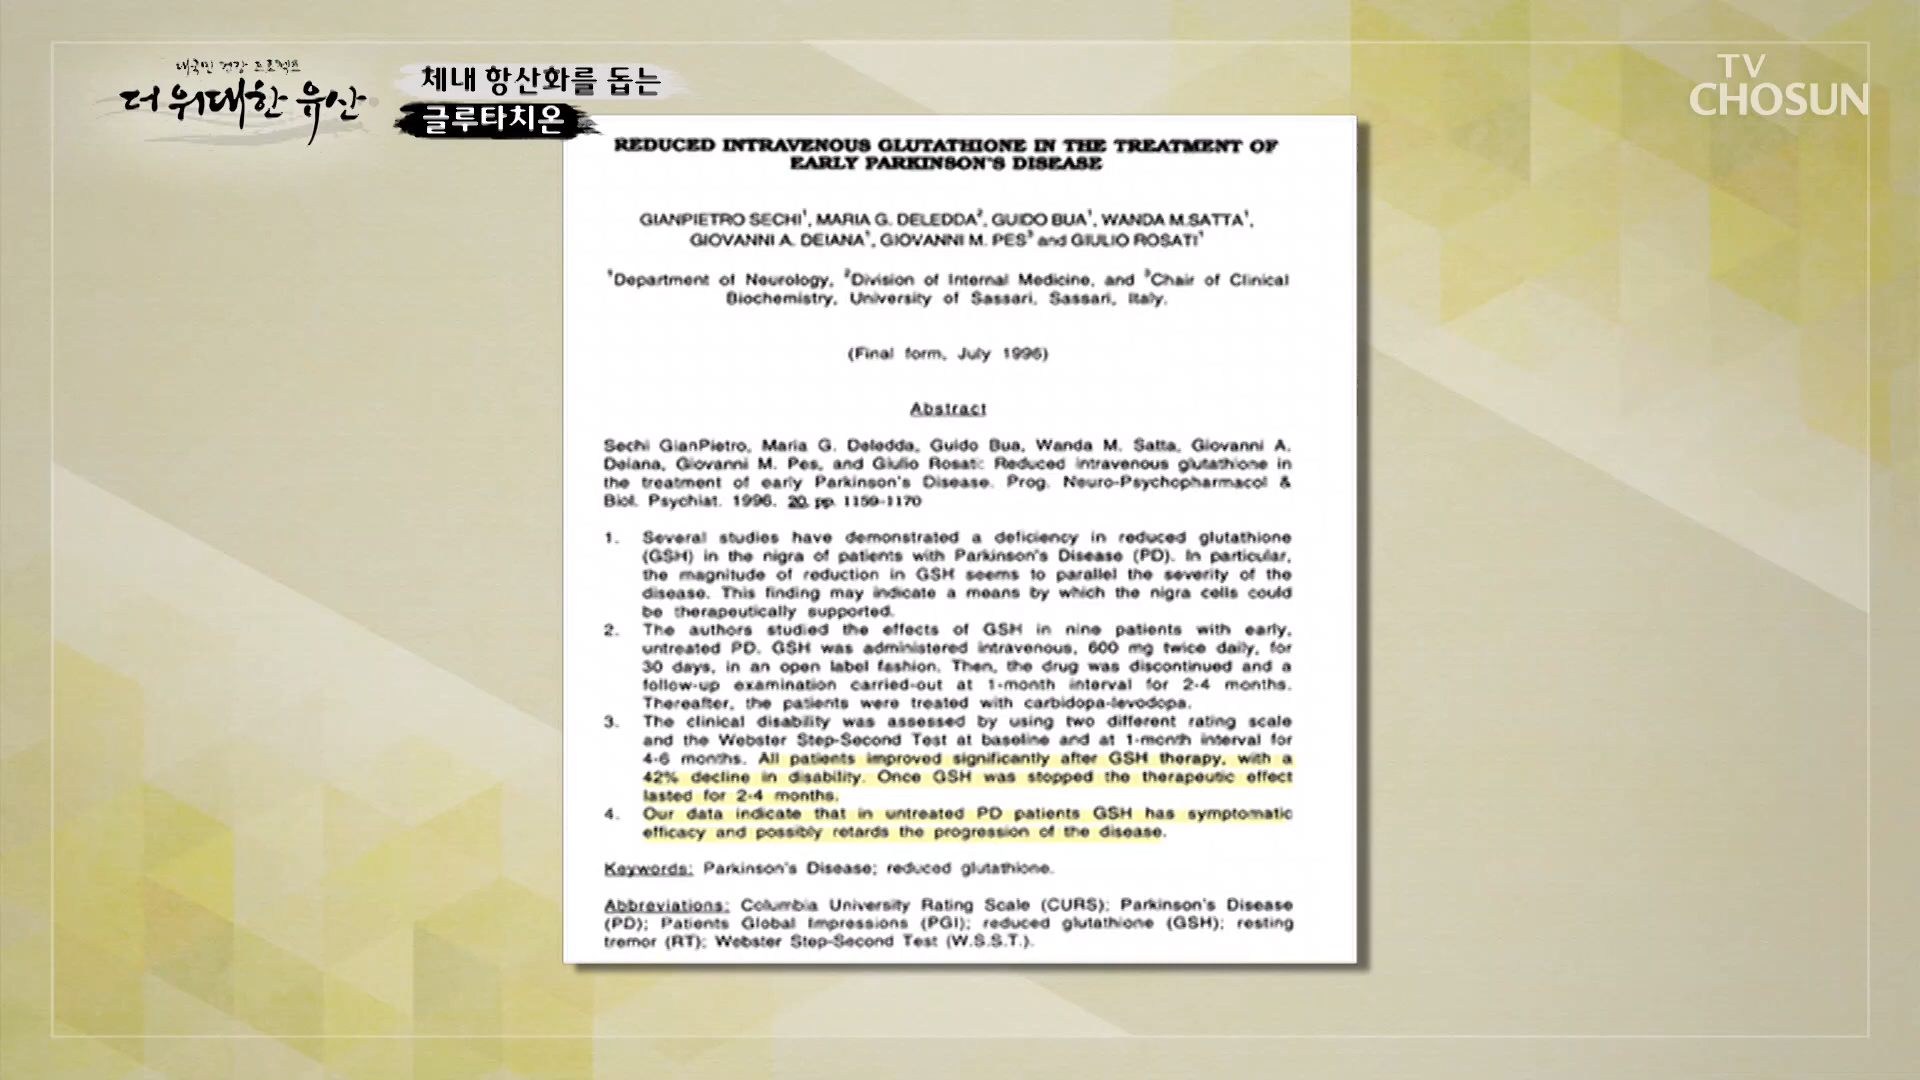 대국민 건강 프로젝트
더 위대한 유산
체내 항산화를 돕는
글루타치온
TV
CHOSUN
REDUCED INTRAVENOUS GLUTATHIONE IN THE TREATMENT OF
EARLY PARKINSON'S DISEASE
GIANPIETRO SECHI¹, MARIA G. DELEDDA², GUIDO BUA¹, WANDA M.SATTA¹,
GIOVANNI A. DEIANA¹, GIOVANNI M. PES³ and GIULIO ROSATI¹
¹Department of Neurology, ²Division of Internal Medicine, and ³Chair of Clinical
Biochemistry, University of Sassari, Sassari, Italy.
(Final form, July 1996)
Abstract
Sechi GianPietro, Maria G. Deledda, Guido Bua, Wanda M. Satta, Giovanni A.
Deiana, Giovanni M. Pes, and Giulio Rosati: Reduced intravenous glutathione in
the treatment of early Parkinson's Disease. Prog. Neuro-Psychopharmacol &
Biol. Psychiat. 1996. 20, pp. 1159-1170
1. Several studies have demonstrated a deficiency in reduced glutathione
(GSH) in the nigra of patients with Parkinson's Disease (PD). In particular,
the magnitude of reduction in GSH seems to parallel the severity of the
disease. This finding may indicate a means by which the nigra cells could
be therapeutically supported.
2. The authors studied the effects of GSH in nine patients with early,
untreated PD. GSH was administered intravenous, 600 mg twice daily, for
30 days, in an open label fashion. Then, the drug was discontinued and a
follow-up examination carried-out at 1-month interval for 2-4 months.
Thereafter, the patients were treated with carbidopa-levodopa.
3. The clinical disability was assessed by using two different rating scale
and the Webster Step-Second Test at baseline and at 1-month interval for
4-6 months. All patients improved significantly after GSH therapy, with a
42% decline in disability. Once GSH was stopped the therapeutic effect
lasted for 2-4 months.
4. Our data indicate that in untreated PD patients GSH has symptomatic
efficacy and possibly retards the progression of the disease.
Keywords: Parkinson's Disease; reduced glutathione.
Abbreviations: Columbia University Rating Scale (CURS); Parkinson's Disease
(PD); Patients Global Impressions (PGI); reduced glutathione (GSH); resting
tremor (RT); Webster Step-Second Test (W.S.S.T.).